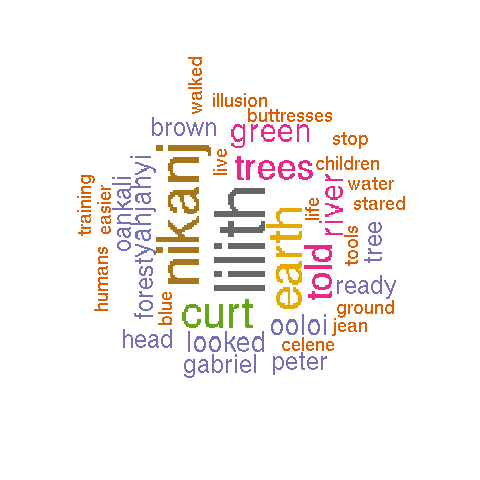 walked
illusion
buttresses
brown
green
stop
live
trees
children
nikanj
lilith
water
training
easier
oankali
ahjahyi
forest
humans
blue
earth
life
told
river
stared
tools
tree
ready
curt
ooloi
ground
jean
head
looked
celene
gabriel
peter